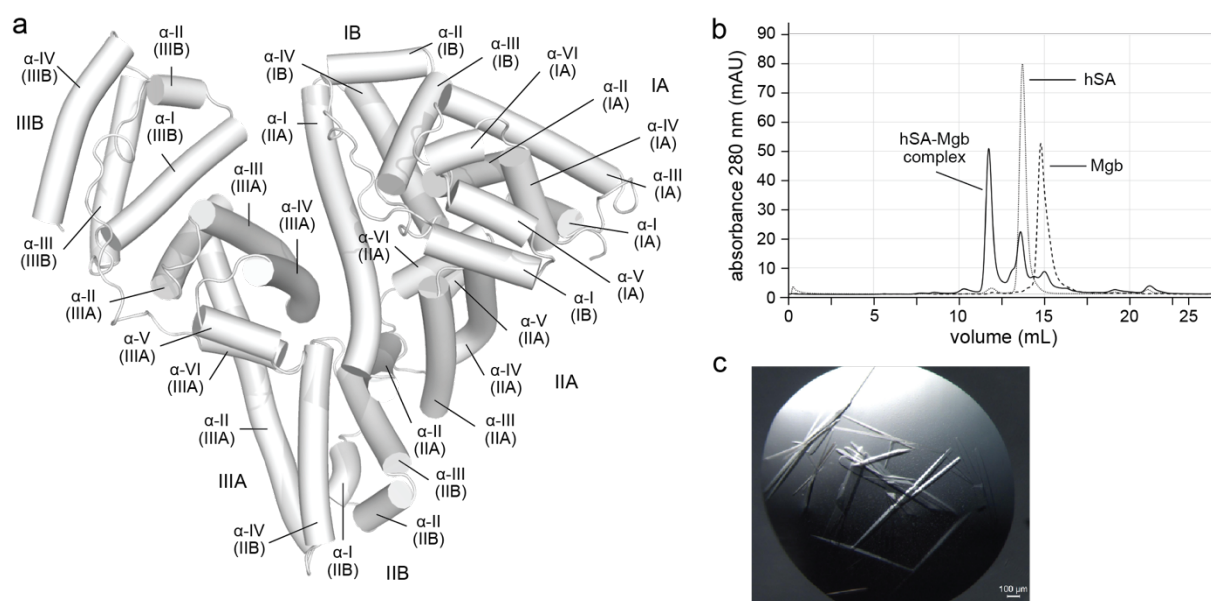 a
α-IV
(IIIB)
α-II
(IIIB)
α-I
(IIIB)
IIIB
α-III
(IIIB)
α-III
(IIIA)
α-IV
(IIIA)
α-II
(IIIA)
α-V
(IIIA)
α-VI
(IIIA)
α-II
(IIIA)
IIIA
α-IV
(IIB)
α-I
(IIB)
IIB
α-II
(IIB)
α-III
(IIB)
α-II
(IIA)
α-III
(IIA)
IIA
α-IV
(IIA)
α-V
(IIA)
α-VI
(IIA)
α-I
(IIA)
IB
α-IV
(IB)
α-II
(IB)
α-III
(IB)
α-VI
(IA)
α-II
(IA)
IA
α-IV
(IA)
α-III
(IA)
α-I
(IA)
α-V
(IA)
α-I
(IB)
b
absorbance 280 nm (mAU)
90
80
70
60
50
40
30
20
10
0
hSA
hSA-Mgb
complex
Mgb
0 5 10 15 20 25
volume (mL)
c
100 µm